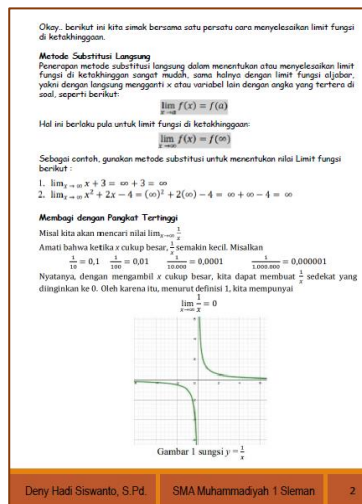 Okay.. berikut ini kita simak bersama satu persatu cara menyelesaikan limit fungsi
di ketakhinggaan.
Metode Substitusi Langsung
Penerapan metode substitusi langsung dalam menentukan atau menyelesaikan limit
fungsi di ketakhinggan sangat mudah, sama halnya dengan limit fungsi aljabar,
yakni dengan langsung mengganti x atau variabel lain dengan angka yang tertera di
soal, seperti berikut:
lim x→a f(x) = f(a)
Hal ini berlaku pula untuk limit fungsi di ketakhinggaan:
lim x→∞ f(x) = f(∞)
Sebagai contoh, gunakan metode substitusi untuk menentukan nilai Limit fungsi
berikut :
1. lim x→∞ x + 3 = ∞ + 3 = ∞
2. lim x→∞ x² + 2x − 4 = (∞)² + 2(∞) − 4 = ∞ + ∞ − 4 = ∞
Membagi dengan Pangkat Tertinggi
Misal kita akan mencari nilai lim x→∞ 1/x
Amati bahwa ketika x cukup besar, 1/x semakin kecil. Misalkan
1/10 = 0,1 1/100 = 0,01 1/10.000 = 0,0001 1/1.000.000 = 0,000001
Nyatanya, dengan mengambil x cukup besar, kita dapat membuat 1/x sedekat yang
diinginkan ke 0. Oleh karena itu, menurut definisi 1, kita mempunyai
lim x→∞ 1/x = 0
Gambar 1 sungsi y = 1/x
Deny Hadi Siswanto, S.Pd. SMA Muhammadiyah 1 Sleman 2